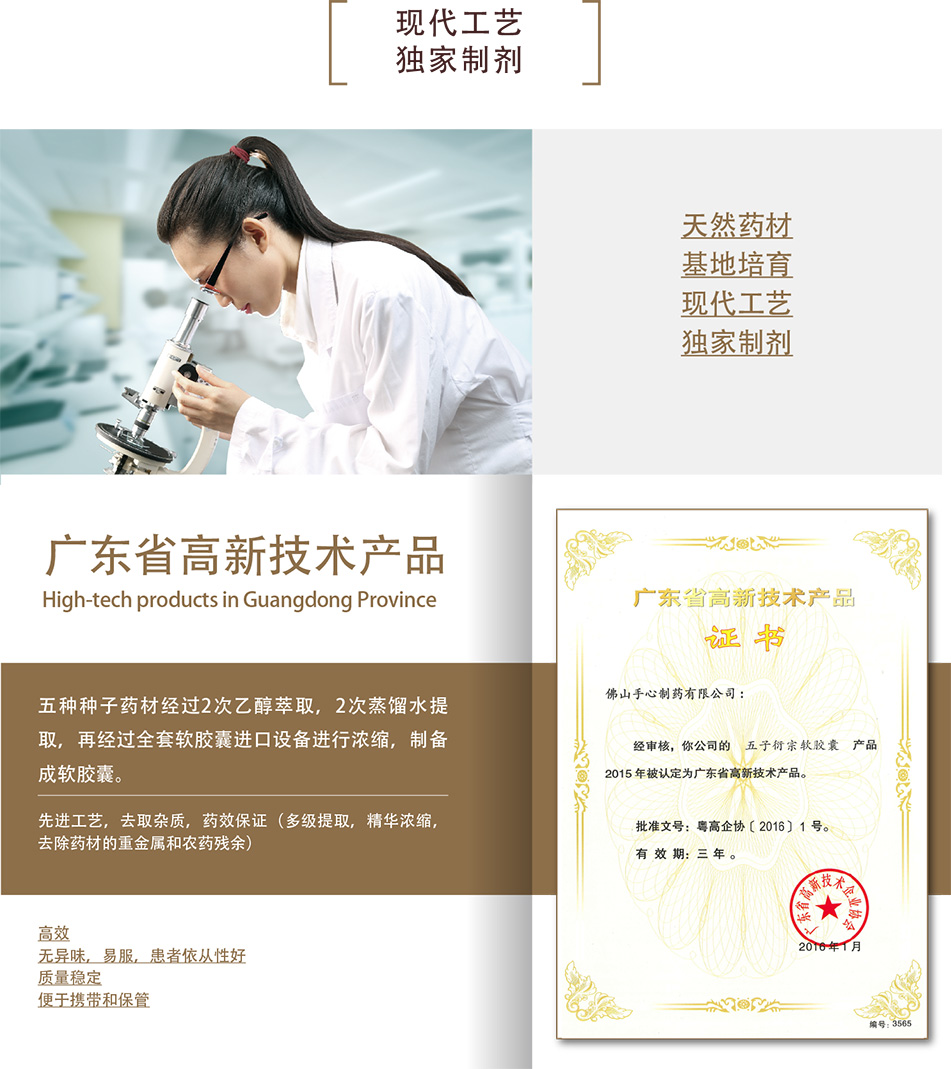 现代工艺
独家制剂
天然药材
基地培育
现代工艺
独家制剂
广东省高新技术产品
High-tech products in Guangdong Province
五种种子药材经过2次乙醇萃取，2次蒸馏水提
取，再经过全套软胶囊进口设备进行浓缩，制备
成软胶囊。
先进工艺，去取杂质，药效保证（多级提取，精华浓缩，
去除药材的重金属和农药残余）
高效
无异味，易服，患者依从性好
质量稳定
便于携带和保管
广东省高新技术产品
证书
佛山手心制药有限公司：
经审核，你公司的 五子衍宗软胶囊 产品
2015年被认定为广东省高新技术产品。
批准文号：粤高企协〔2016〕1号。
有效期：三年。
广东省高新技术企业协会
2016年1月
编号：3565